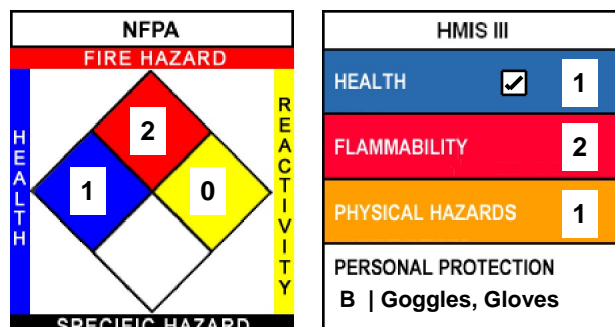 NFPA
FIRE HAZARD
HEALTH
2
1
0
REACTIVITY
SPECIFIC HAZARD
HMIS III
HEALTH 1
FLAMMABILITY 2
PHYSICAL HAZARDS 1
PERSONAL PROTECTION
B | Goggles, Gloves